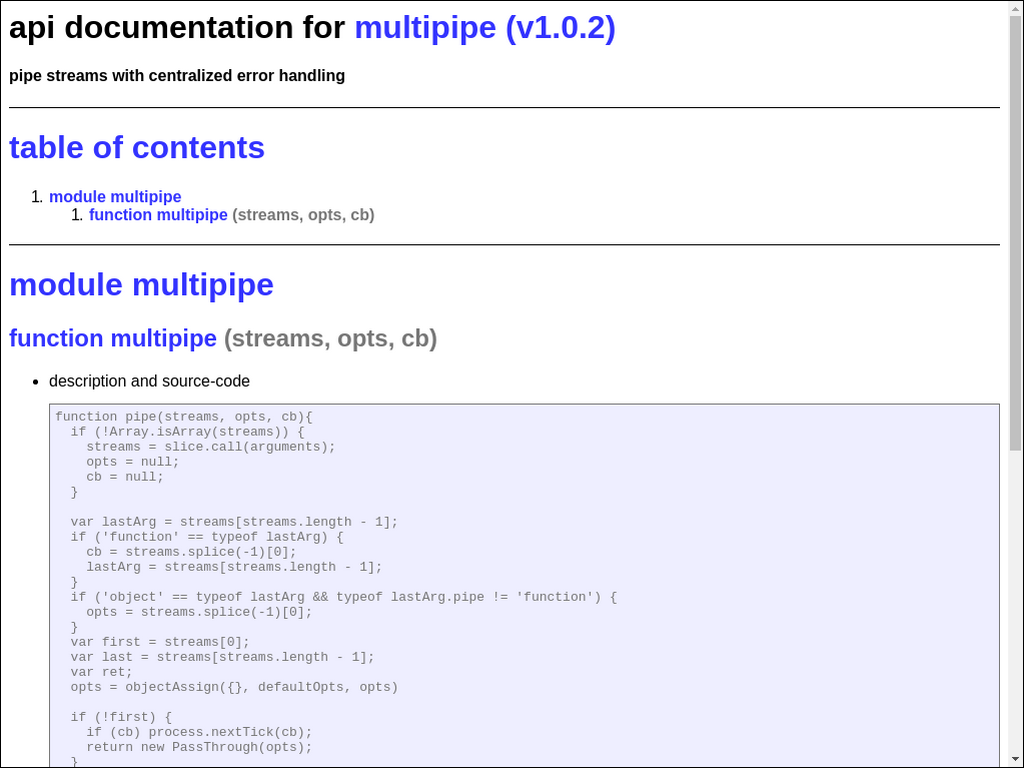 api documentation for multipipe (v1.0.2)
pipe streams with centralized error handling
table of contents
1. module multipipe
1. function multipipe (streams, opts, cb)
module multipipe
function multipipe (streams, opts, cb)
• description and source-code
function pipe(streams, opts, cb){
  if (!Array.isArray(streams)) {
    streams = slice.call(arguments);
    opts = null;
    cb = null;
  }

  var lastArg = streams[streams.length - 1];
  if ('function' == typeof lastArg) {
    cb = streams.splice(-1)[0];
    lastArg = streams[streams.length - 1];
  }
  if ('object' == typeof lastArg && typeof lastArg.pipe != 'function') {
    opts = streams.splice(-1)[0];
  }
  var first = streams[0];
  var last = streams[streams.length - 1];
  var ret;
  opts = objectAssign({}, defaultOpts, opts)

  if (!first) {
    if (cb) process.nextTick(cb);
    return new PassThrough(opts);
  }